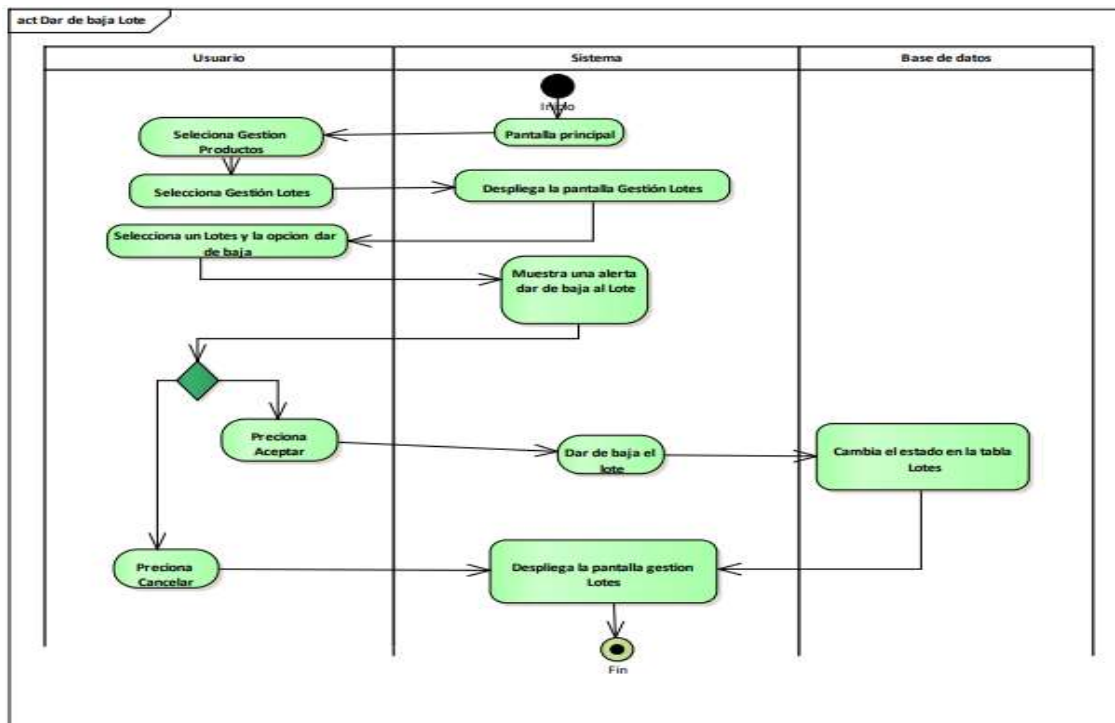 act Dar de baja Lote
Usuario
Sistema
Base de datos
Inicio
Pantalla principal
Seleciona Gestion
Productos
Selecciona Gestión Lotes
Despliega la pantalla Gestión Lotes
Selecciona un Lotes y la opcion dar
de baja
Muestra una alerta
dar de baja al Lote
Preciona
Aceptar
Dar de baja el
lote
Cambia el estado en la tabla
Lotes
Preciona
Cancelar
Despliega la pantalla gestion
Lotes
Fin